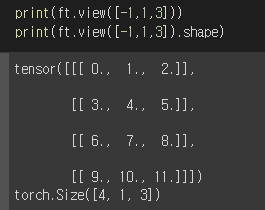 print(ft.view([-1,1,3]))
print(ft.view([-1,1,3]).shape)
tensor([[[ 0.,  1.,  2.]],
[[ 3.,  4.,  5.]],
[[ 6.,  7.,  8.]],
[[ 9., 10., 11.]]])
torch.Size([4, 1, 3])